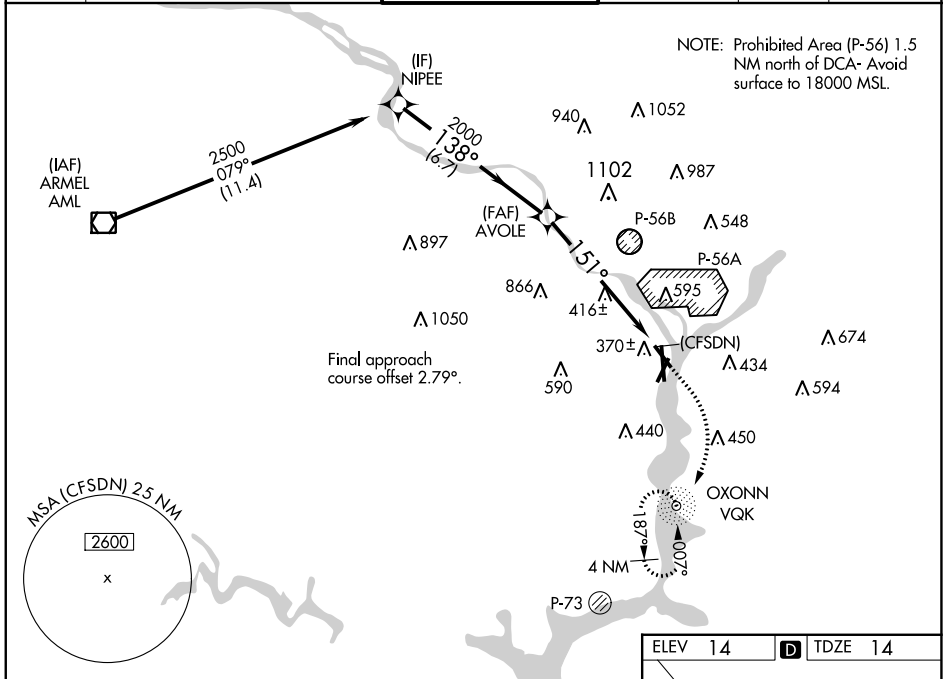 NOTE: Prohibited Area (P-56) 1.5
NM north of DCA- Avoid
surface to 18000 MSL.
(IF)
NIPEE
940
1052
2000
138°
(6.7)
2500
079°
(11.4)
(IAF)
ARMEL
AML
1102
987
(FAF)
AVOLE
P-56B
548
897
151°
P-56A
866
416±
595
1050
370±
(CFSDN)
674
Final approach
course offset 2.79°.
590
434
594
440
450
MSA (CFSDN) 25 NM
2600
x
OXONN
VQK
187°
007°
4 NM
P-73
ELEV 14 D TDZE 14